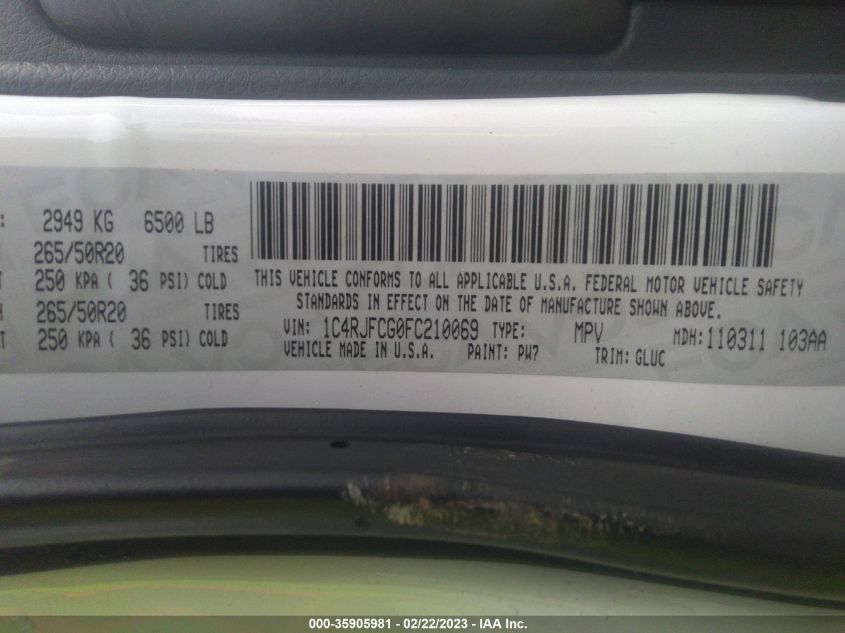 : 2949 KG 6500 LB
265/50R20 TIRES
T 250 KPA ( 36 PSI) COLD
265/50R20 TIRES
T 250 KPA ( 36 PSI) COLD
THIS VEHICLE CONFORMS TO ALL APPLICABLE U.S.A. FEDERAL MOTOR VEHICLE SAFETY
STANDARDS IN EFFECT ON THE DATE OF MANUFACTURE SHOWN ABOVE.
VIN: 1C4RJFCG0FC210069 TYPE: MPV MDH: 110311 103AA
VEHICLE MADE IN U.S.A. PAINT: PW7 TRIM: GLUC
000-35905981 - 02/22/2023 - IAA Inc.